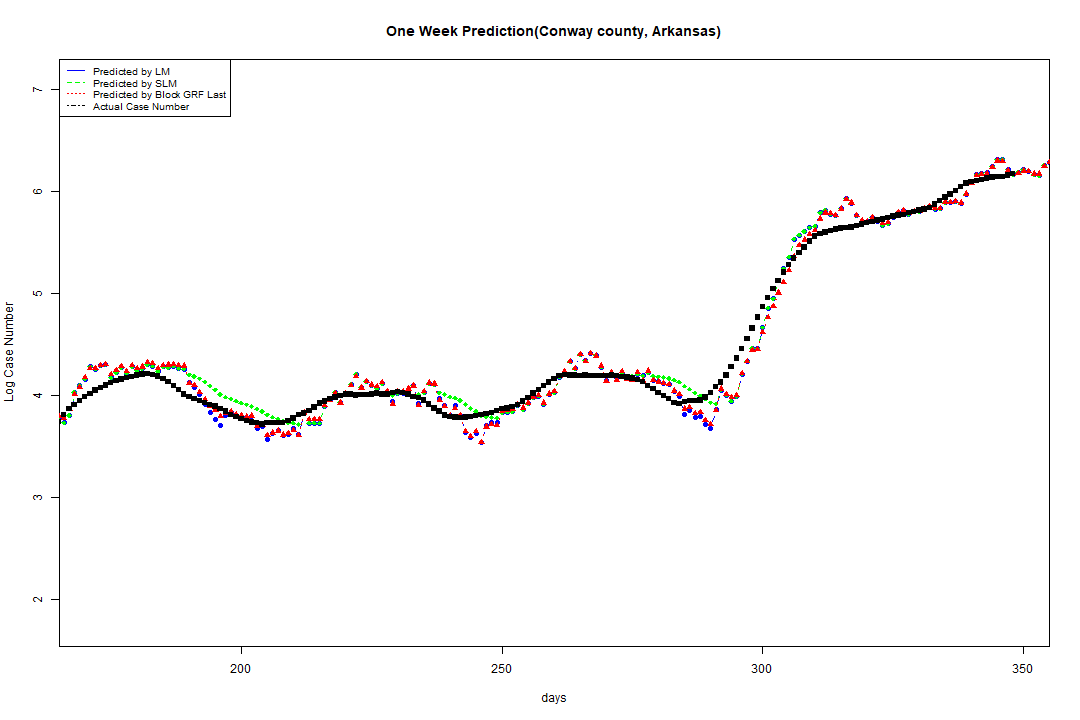 One Week Prediction(Conway county, Arkansas)
Predicted by LM
Predicted by SLM
Predicted by Block GRF Last
Actual Case Number
7
6
5
4
3
2
Log Case Number
200
250
300
350
days